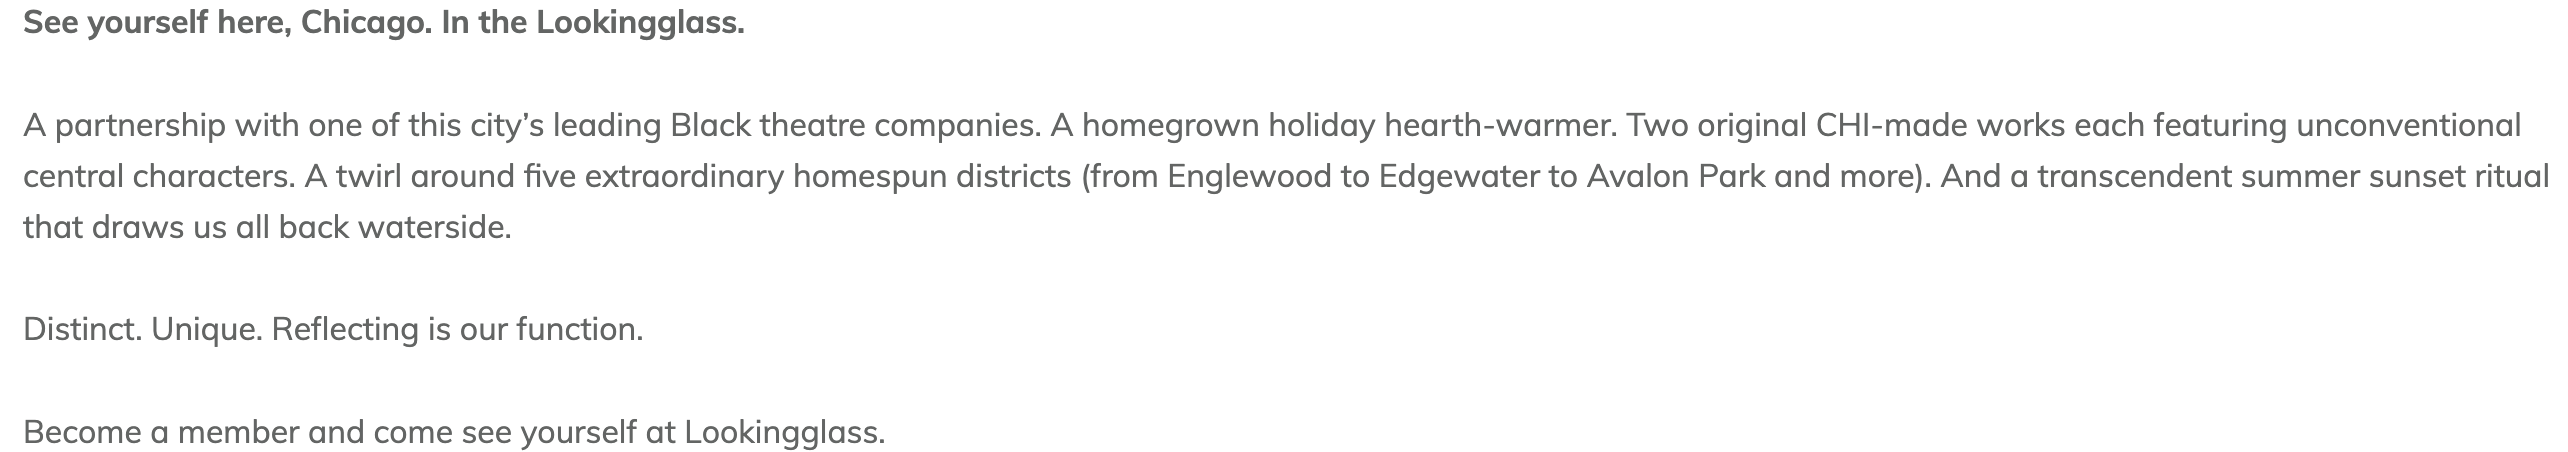 See yourself here, Chicago. In the Lookingglass.
A partnership with one of this city’s leading Black theatre companies. A homegrown holiday hearth-warmer. Two original CHI-made works each featuring unconventional
central characters. A twirl around five extraordinary homespun districts (from Englewood to Edgewater to Avalon Park and more). And a transcendent summer sunset ritual
that draws us all back waterside.
Distinct. Unique. Reflecting is our function.
Become a member and come see yourself at Lookingglass.